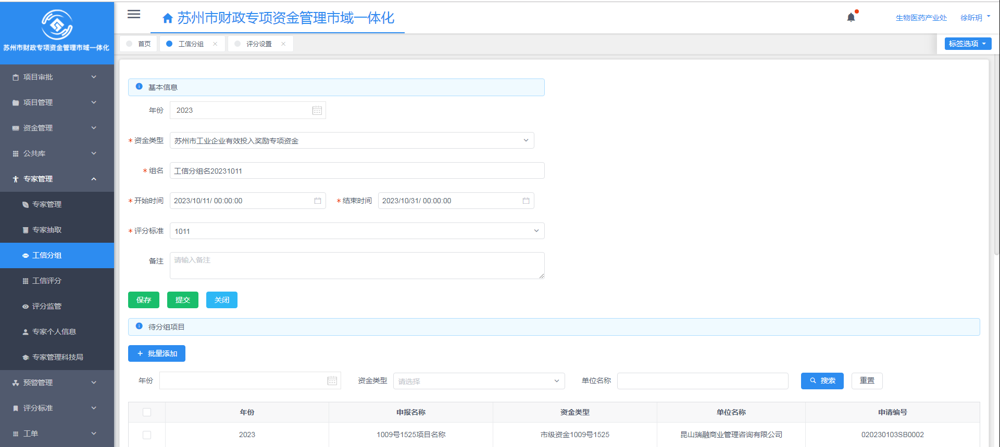 苏州市财政专项资金管理市域一体化
苏州市财政专项资金管理市域一体化
生物医药产业处
徐昕玥
首页
工信分组
评分设置
标签选项
项目审批
项目管理
资金管理
公共库
专家管理
专家管理
专家抽取
工信分组
工信评分
评分监管
专家个人信息
专家管理科技局
预警管理
评分标准
工单
基本信息
年份 2023
* 资金类型 苏州市工业企业有效投入奖励专项资金
* 组名 工信分组名20231011
* 开始时间 2023/10/11/ 00:00:00 * 结束时间 2023/10/31/ 00:00:00
* 评分标准 1011
备注 请输入备注
保存 提交 关闭
待分组项目
+ 批量添加
年份 资金类型 请选择 单位名称 搜索 重置
年份 申报名称 资金类型 单位名称 申请编号
2023 1009号1525项目名称 市级资金1009号1525 昆山瑞融商业管理咨询有限公司 020230103SB0002